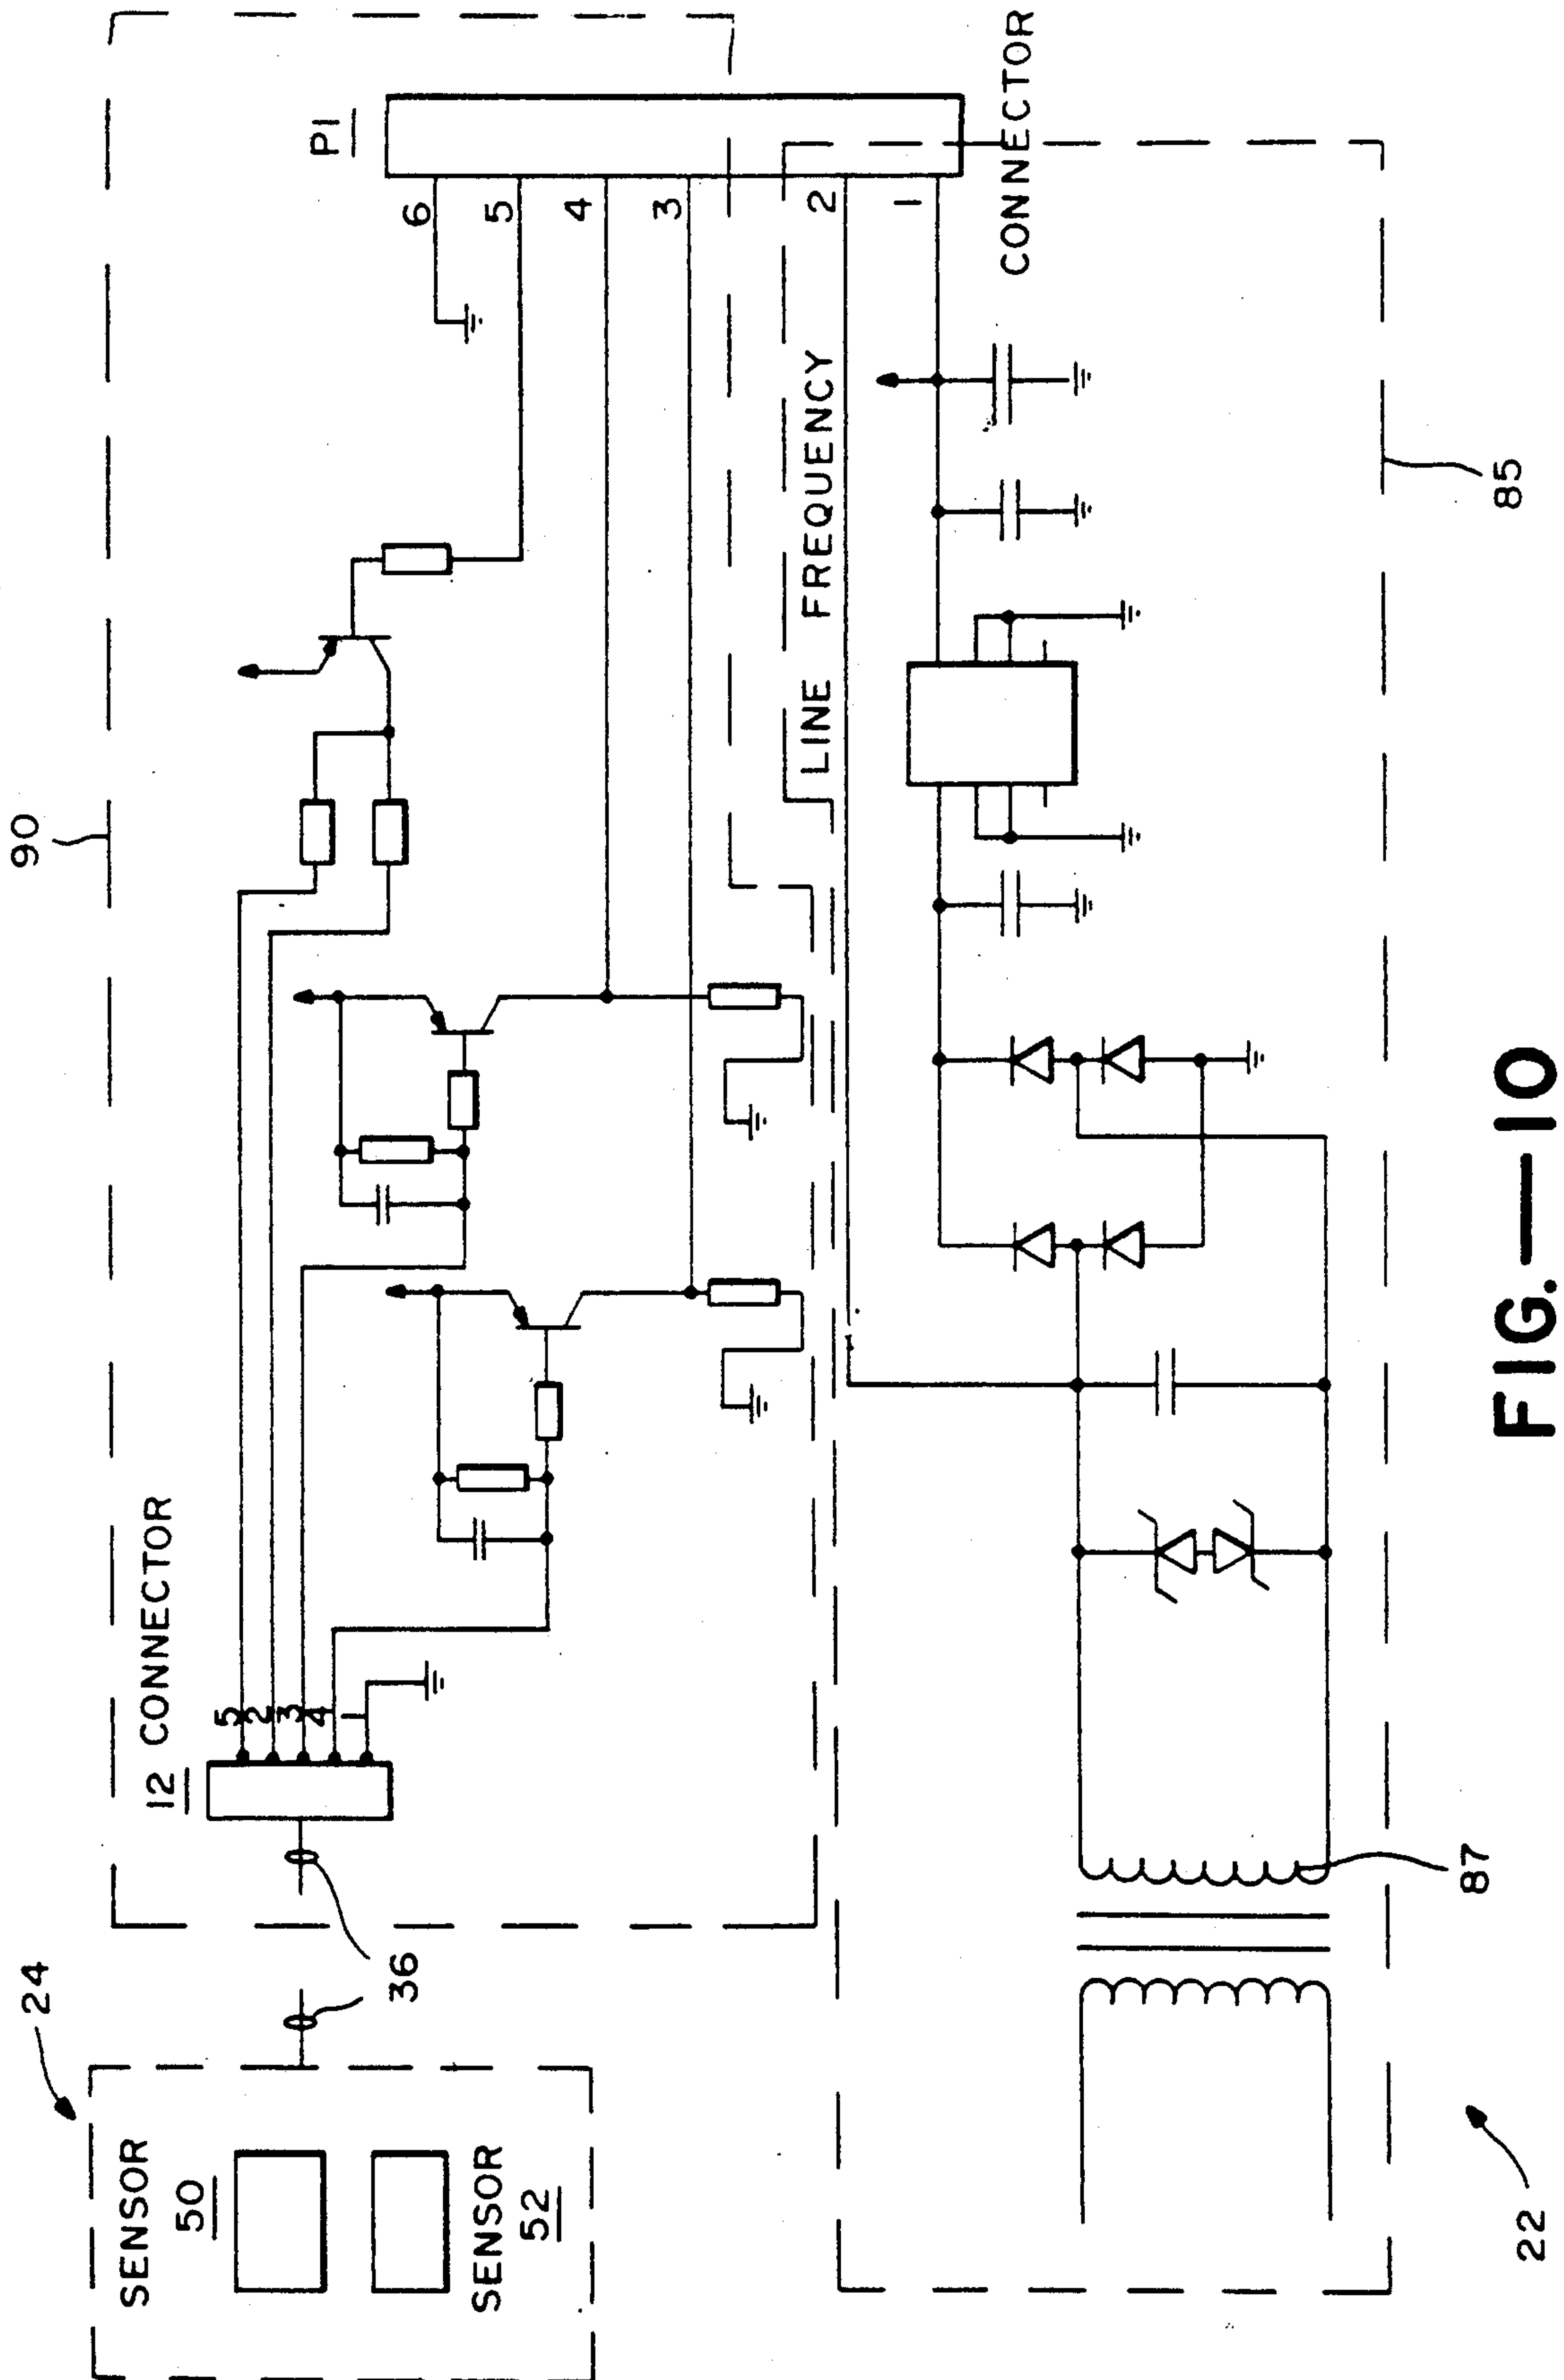 90
P1
6
5
4
3
2
1
CONNECTOR
LINE FREQUENCY
85
12 CONNECTOR
5
2
3
4
1
36
24
SENSOR
50
SENSOR
52
87
22
FIG.—10